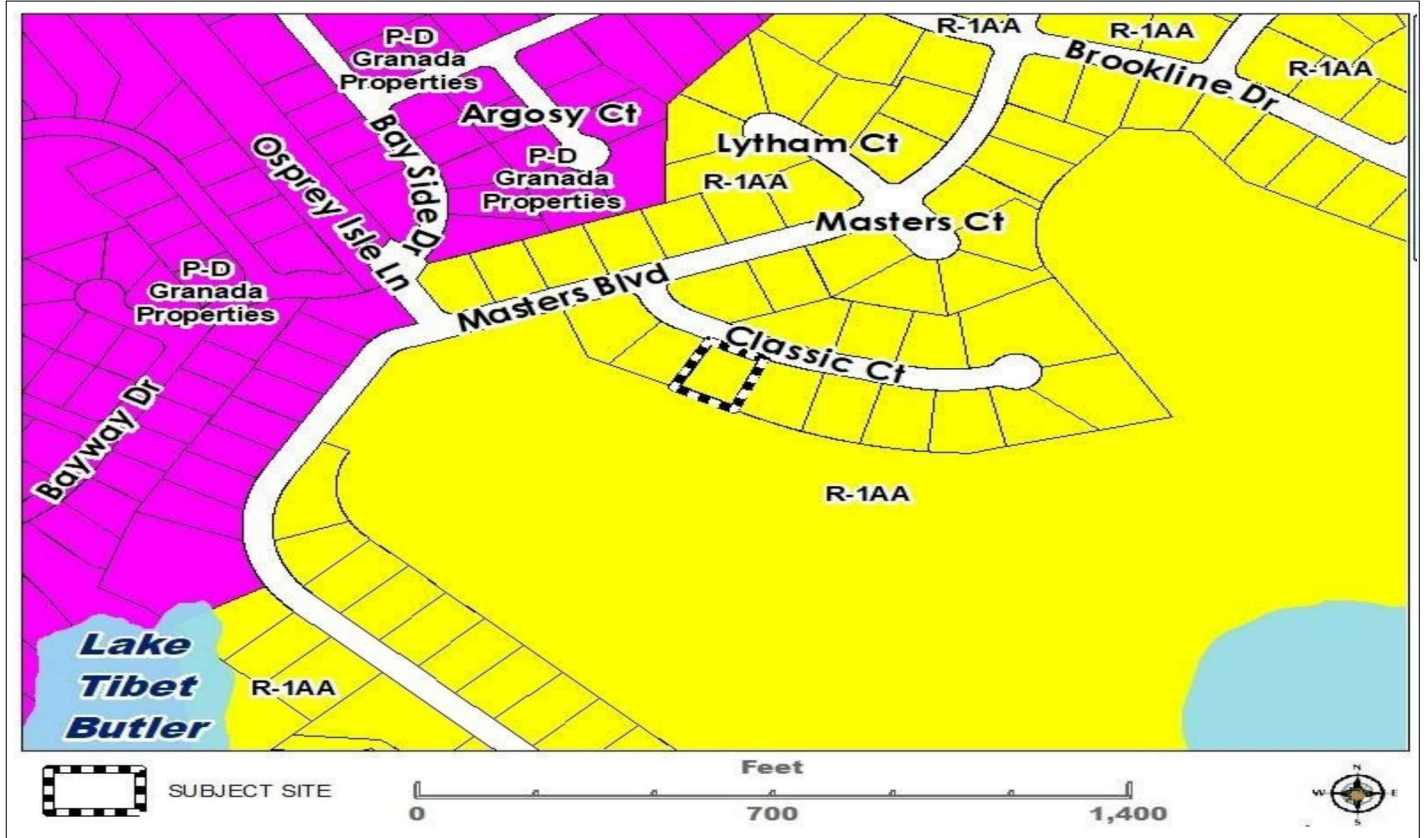 R-1AA
R-1AA
R-1AA
Brookline Dr
P-D
Granada
Properties
Argosy Ct
Bay Side Dr
Osprey Isle Ln
P-D
Granada
Properties
Lytham Ct
R-1AA
Masters Ct
P-D
Granada
Properties
Masters Blvd
Classic Ct
Bayway Dr
R-1AA
Lake
Tibet
Butler
R-1AA
SUBJECT SITE
Feet
0 700 1,400
N
W E
S